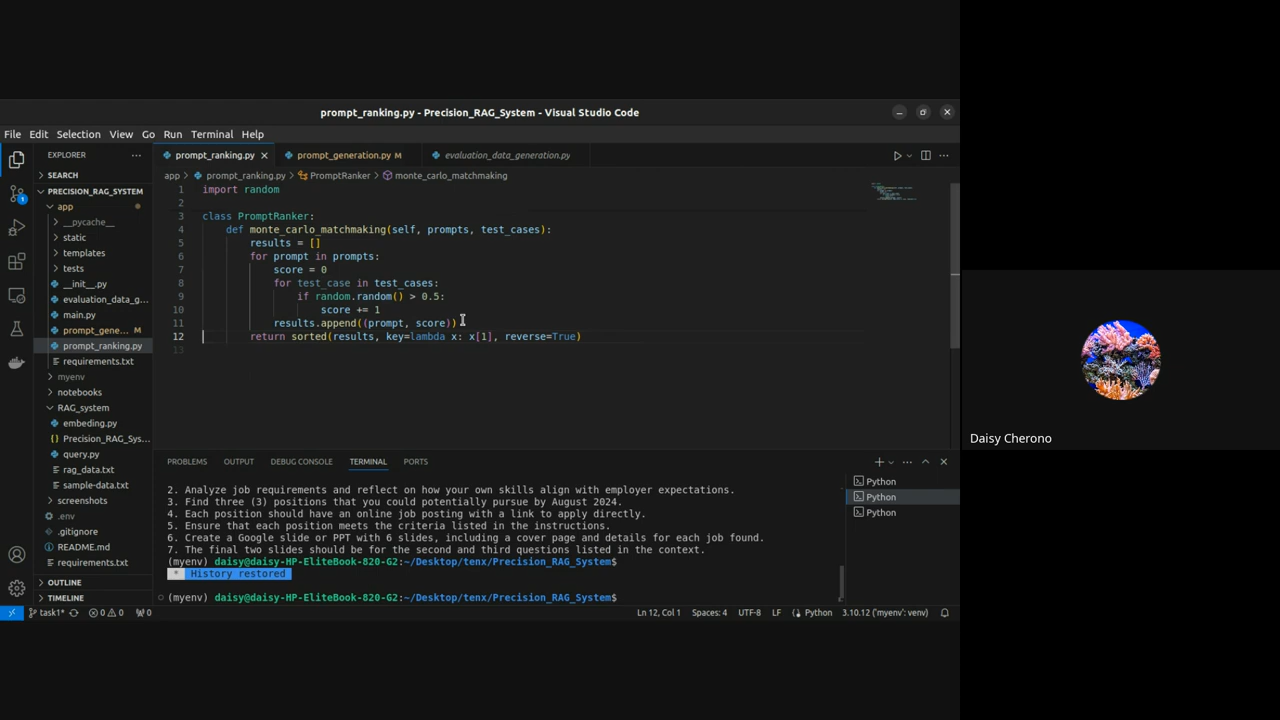 prompt_ranking.py - Precision_RAG_System - Visual Studio Code
File Edit Selection View Go Run Terminal Help
EXPLORER
prompt_ranking.py
prompt_generation.py M
evaluation_data_generation.py
SEARCH
app > prompt_ranking.py > PromptRanker > monte_carlo_matchmaking
PRECISION_RAG_SYSTEM
app
__pycache__
static
templates
tests
__init__.py
evaluation_data_g...
main.py
prompt_gene... M
prompt_ranking.py
requirements.txt
myenv
notebooks
RAG_system
embeding.py
Precision_RAG_Sys...
query.py
rag_data.txt
sample-data.txt
screenshots
.env
.gitignore
README.md
requirements.txt
OUTLINE
TIMELINE
1 import random
2
3 class PromptRanker:
4 def monte_carlo_matchmaking(self, prompts, test_cases):
5 results = []
6 for prompt in prompts:
7 score = 0
8 for test_case in test_cases:
9 if random.random() > 0.5:
10 score += 1
11 results.append((prompt, score))
12 return sorted(results, key=lambda x: x[1], reverse=True)
13
PROBLEMS OUTPUT DEBUG CONSOLE TERMINAL PORTS
2. Analyze job requirements and reflect on how your own skills align with employer expectations.
3. Find three (3) positions that you could potentially pursue by August 2024.
4. Each position should have an online job posting with a link to apply directly.
5. Ensure that each position meets the criteria listed in the instructions.
6. Create a Google slide or PPT with 6 slides, including a cover page and details for each job found.
7. The final two slides should be for the second and third questions listed in the context.
(myenv) daisy@daisy-HP-EliteBook-820-G2:~/Desktop/tenx/Precision_RAG_System$
* History restored
(myenv) daisy@daisy-HP-EliteBook-820-G2:~/Desktop/tenx/Precision_RAG_System$
Python
Python
Python
1
task1* 0 0 0 Ln 12, Col 1 Spaces: 4 UTF-8 LF Python 3.10.12 ('myenv': venv)
Daisy Cherono